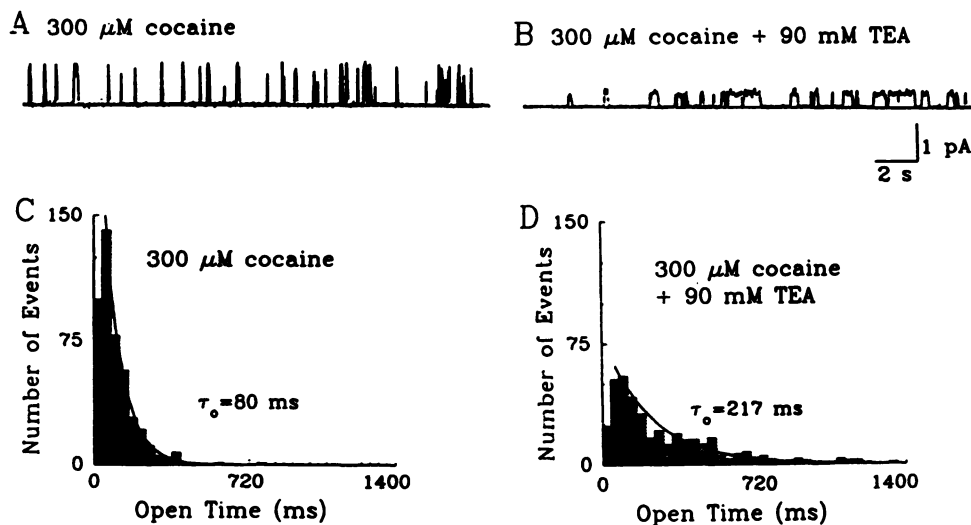 A 300 μM cocaine
B 300 μM cocaine + 90 mM TEA
1 pA
2 s
C
150
75
0
Number of Events
300 μM cocaine
τo=80 ms
0 720 1400
Open Time (ms)
D
150
75
0
Number of Events
300 μM cocaine
+ 90 mM TEA
τo=217 ms
0 720 1400
Open Time (ms)